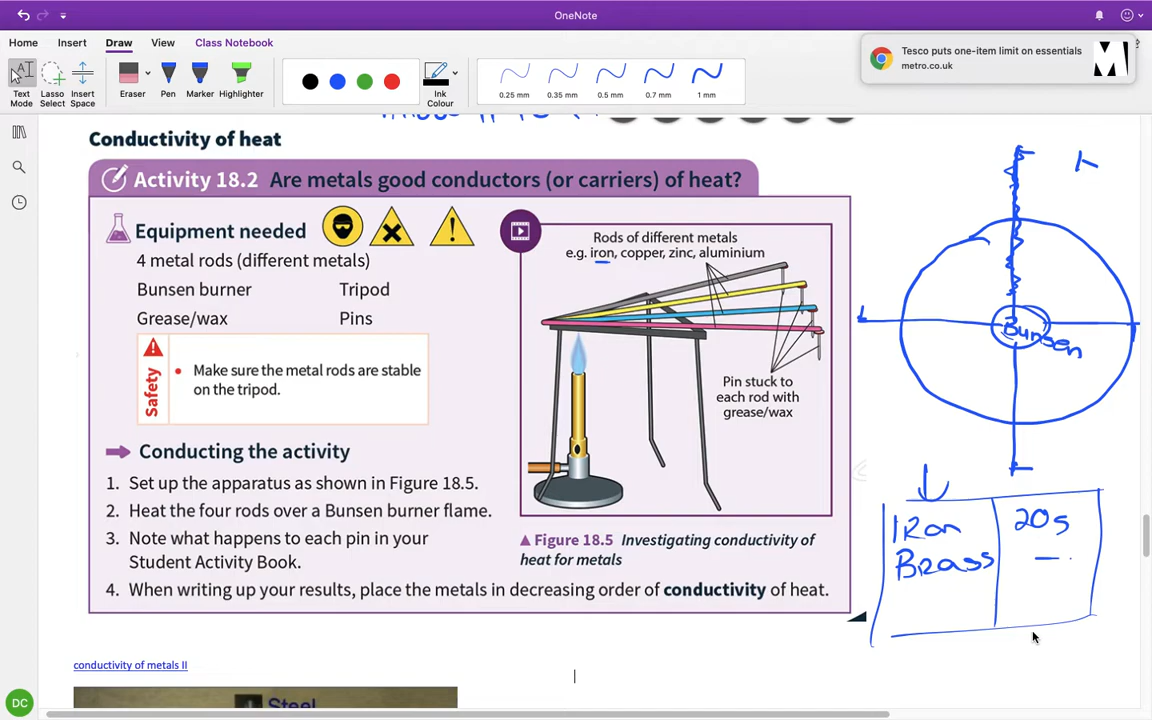 OneNote
Home Insert Draw View Class Notebook
Tesco puts one-item limit on essentials
metro.co.uk
Text Mode
Lasso Select
Insert Space
Eraser
Pen
Marker
Highlighter
Ink Colour
0.25 mm 0.35 mm 0.5 mm 0.7 mm 1 mm
Conductivity of heat
Activity 18.2 Are metals good conductors (or carriers) of heat?
Equipment needed
4 metal rods (different metals)
Bunsen burner Tripod
Grease/wax Pins
Safety
• Make sure the metal rods are stable
on the tripod.
Rods of different metals
e.g. iron, copper, zinc, aluminium
Pin stuck to
each rod with
grease/wax
Conducting the activity
1. Set up the apparatus as shown in Figure 18.5.
2. Heat the four rods over a Bunsen burner flame.
3. Note what happens to each pin in your
Student Activity Book.
4. When writing up your results, place the metals in decreasing order of conductivity of heat.
▲ Figure 18.5 Investigating conductivity of
heat for metals
Bunsen
Iron 20s
Brass —
conductivity of metals II
Steel
DC